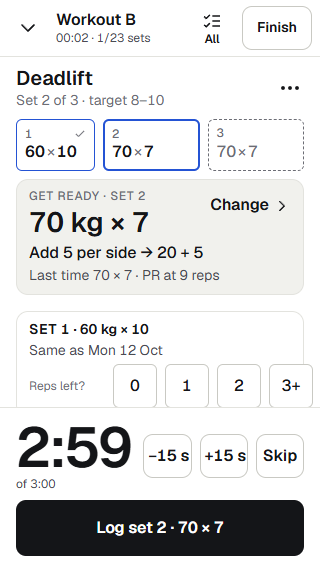 Workout B
00:02 · 1/23 sets
All
Finish
Deadlift
Set 2 of 3 · target 8–10
1
60×10
2
70×7
3
70×7
GET READY · SET 2
70 kg × 7
Change
Add 5 per side → 20 + 5
Last time 70 × 7 · PR at 9 reps
SET 1 · 60 kg × 10
Same as Mon 12 Oct
Reps left?
0
1
2
3+
2:59
of 3:00
−15 s
+15 s
Skip
Log set 2 · 70 × 7